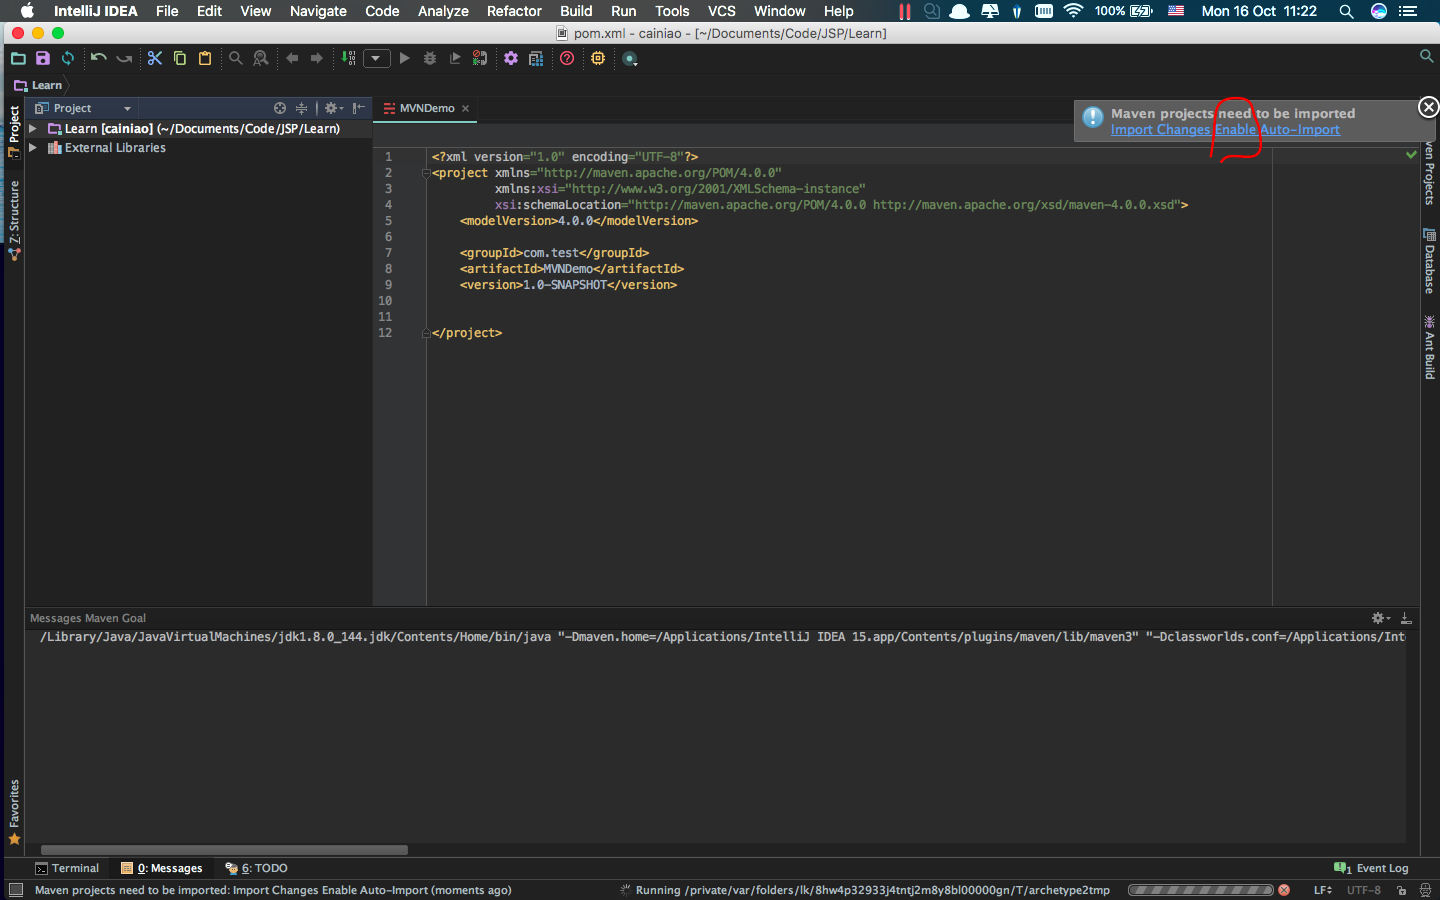 IntelliJ IDEA File Edit View Navigate Code Analyze Refactor Build Run Tools VCS Window Help 100% Mon 16 Oct 11:22
pom.xml - cainiao - [~/Documents/Code/JSP/Learn]
Learn
Project
MVNDemo
Learn [cainiao] (~/Documents/Code/JSP/Learn)
External Libraries
Project
Z: Structure
Favorites
Maven projects need to be imported
Import Changes Enable Auto-Import
1 <?xml version="1.0" encoding="UTF-8"?>
2 <project xmlns="http://maven.apache.org/POM/4.0.0"
3 xmlns:xsi="http://www.w3.org/2001/XMLSchema-instance"
4 xsi:schemaLocation="http://maven.apache.org/POM/4.0.0 http://maven.apache.org/xsd/maven-4.0.0.xsd">
5 <modelVersion>4.0.0</modelVersion>
6
7 <groupId>com.test</groupId>
8 <artifactId>MVNDemo</artifactId>
9 <version>1.0-SNAPSHOT</version>
10
11
12 </project>
ven Projects
Database
Ant Build
Messages Maven Goal
/Library/Java/JavaVirtualMachines/jdk1.8.0_144.jdk/Contents/Home/bin/java "-Dmaven.home=/Applications/IntelliJ IDEA 15.app/Contents/plugins/maven/lib/maven3" "-Dclassworlds.conf=/Applications/Int
Terminal 0: Messages 6: TODO 1 Event Log
Maven projects need to be imported: Import Changes Enable Auto-Import (moments ago) Running /private/var/folders/lk/8hw4p32933j4tntj2m8y8bl00000gn/T/archetype2tmp LF UTF-8